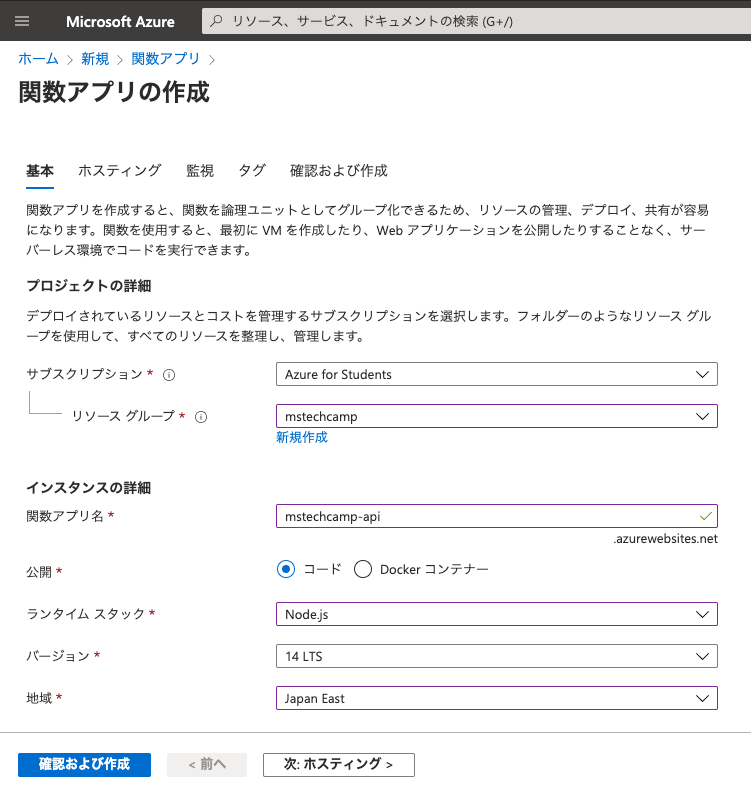 Microsoft Azure
リソース、サービス、ドキュメントの検索 (G+/)
ホーム > 新規 > 関数アプリ >
関数アプリの作成
基本 ホスティング 監視 タグ 確認および作成
関数アプリを作成すると、関数を論理ユニットとしてグループ化できるため、リソースの管理、デプロイ、共有が容易
になります。関数を使用すると、最初に VM を作成したり、Web アプリケーションを公開したりすることなく、サー
バーレス環境でコードを実行できます。
プロジェクトの詳細
デプロイされているリソースとコストを管理するサブスクリプションを選択します。フォルダーのようなリソース グル
ープを使用して、すべてのリソースを整理し、管理します。
サブスクリプション *
Azure for Students
リソース グループ *
mstechcamp
新規作成
インスタンスの詳細
関数アプリ名 *
mstechcamp-api
.azurewebsites.net
公開 *
コード Docker コンテナー
ランタイム スタック *
Node.js
バージョン *
14 LTS
地域 *
Japan East
確認および作成 < 前へ 次: ホスティング >